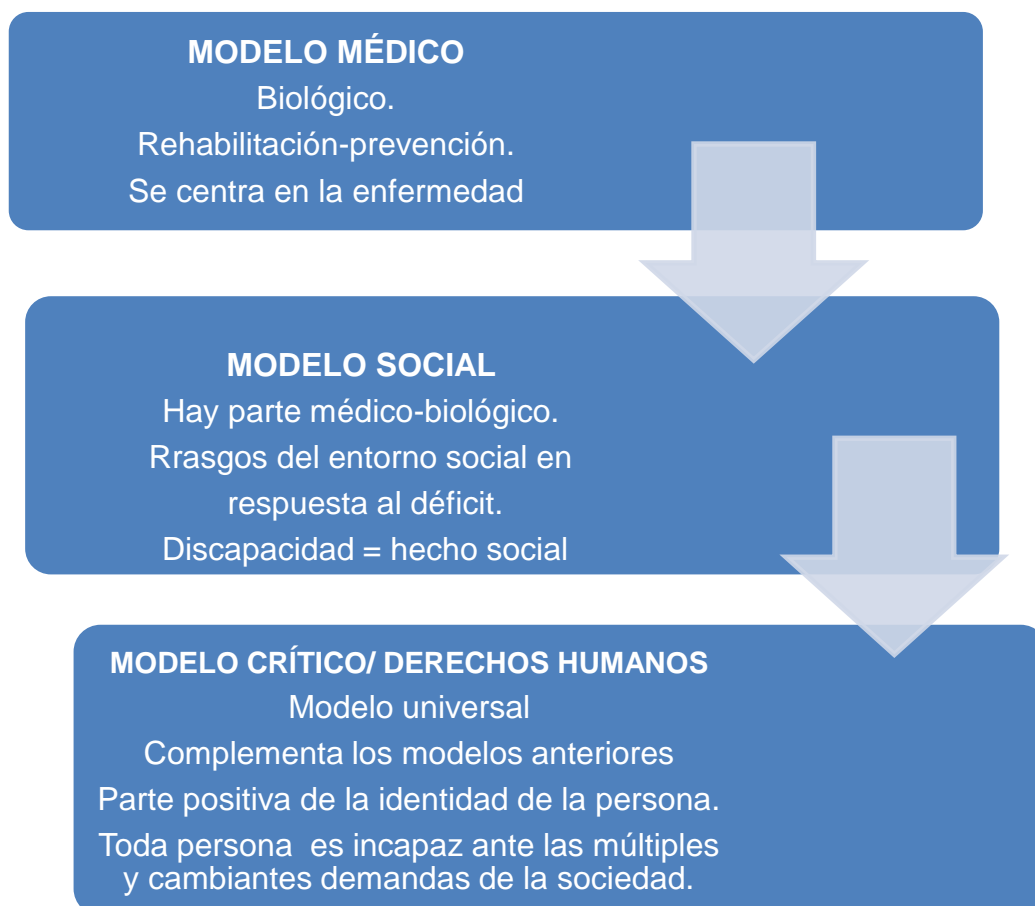 MODELO MÉDICO
Biológico.
Rehabilitación-prevención.
Se centra en la enfermedad
MODELO SOCIAL
Hay parte médico-biológico.
Rrasgos del entorno social en
respuesta al déficit.
Discapacidad = hecho social
MODELO CRÍTICO/ DERECHOS HUMANOS
Modelo universal
Complementa los modelos anteriores
Parte positiva de la identidad de la persona.
Toda persona  es incapaz ante las múltiples
y cambiantes demandas de la sociedad.